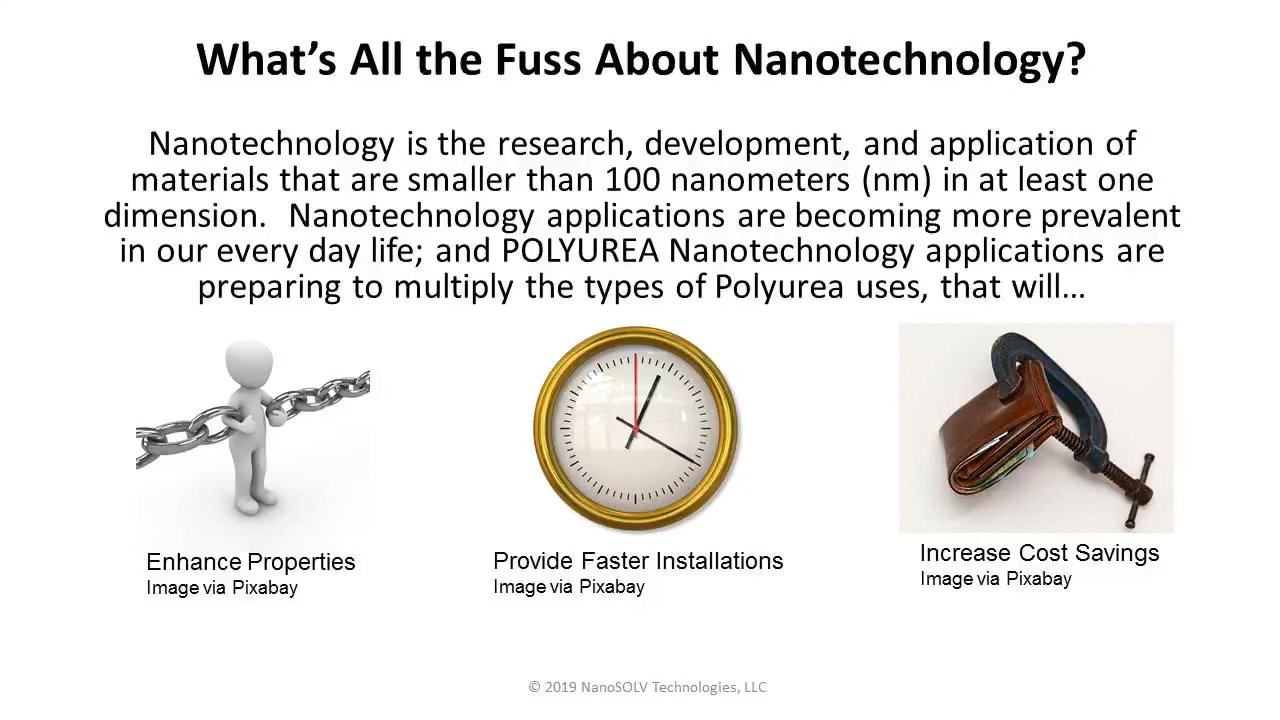 What's All the Fuss About Nanotechnology?
Nanotechnology is the research, development, and application of
materials that are smaller than 100 nanometers (nm) in at least one
dimension.  Nanotechnology applications are becoming more prevalent
in our every day life; and POLYUREA Nanotechnology applications are
preparing to multiply the types of Polyurea uses, that will…
Enhance Properties
Image via Pixabay
Provide Faster Installations
Image via Pixabay
Increase Cost Savings
Image via Pixabay
© 2019 NanoSOLV Technologies, LLC